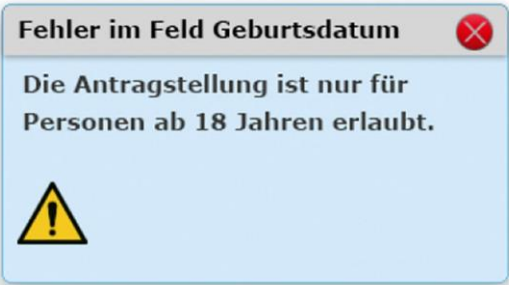 Fehler im Feld Geburtsdatum
Die Antragstellung ist nur für
Personen ab 18 Jahren erlaubt.